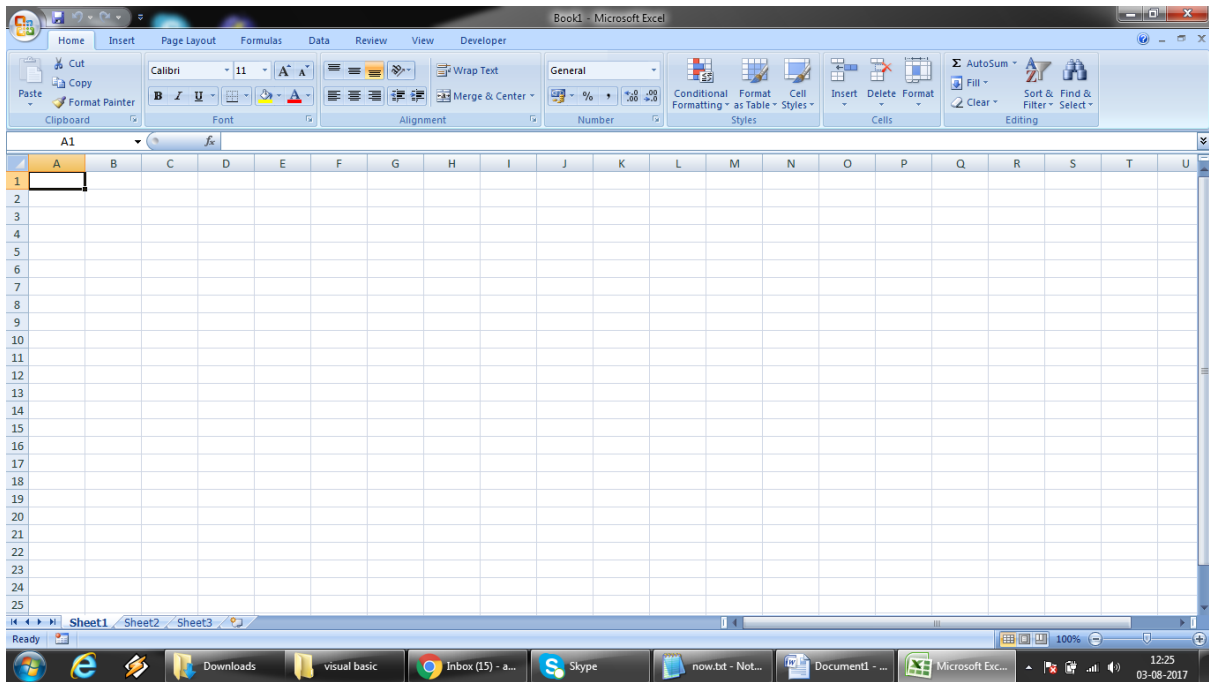 Book1 - Microsoft Excel
Home Insert Page Layout Formulas Data Review View Developer
Paste
Cut
Copy
Format Painter
Clipboard
Calibri 11
B I U
Font
Wrap Text
Merge & Center
Alignment
General
% , .00
Number
Conditional Formatting
Format as Table
Cell Styles
Styles
Insert Delete Format
Cells
Σ AutoSum
Fill
Clear
Sort & Filter
Find & Select
Editing
A1 fx
A B C D E F G H I J K L M N O P Q R S T U
1
2
3
4
5
6
7
8
9
10
11
12
13
14
15
16
17
18
19
20
21
22
23
24
25
Sheet1 Sheet2 Sheet3
Ready 100%
Downloads visual basic Inbox (15) - a... Skype now.txt - Not... Document1 - ... Microsoft Exc... 12:25
03-08-2017